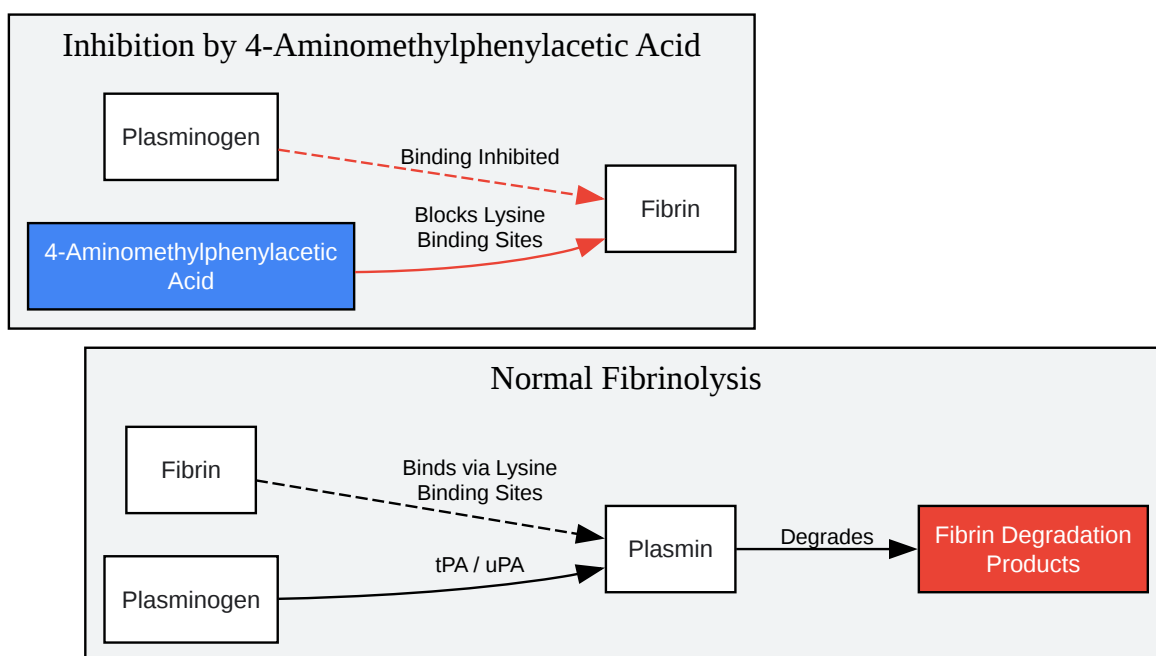 Inhibition by 4-Aminomethylphenylacetic Acid
Plasminogen
Binding Inhibited
Fibrin
Blocks Lysine
Binding Sites
4-Aminomethylphenylacetic
Acid
Normal Fibrinolysis
Fibrin
Binds via Lysine
Binding Sites
Plasmin
Degrades
Fibrin Degradation
Products
tPA / uPA
Plasminogen